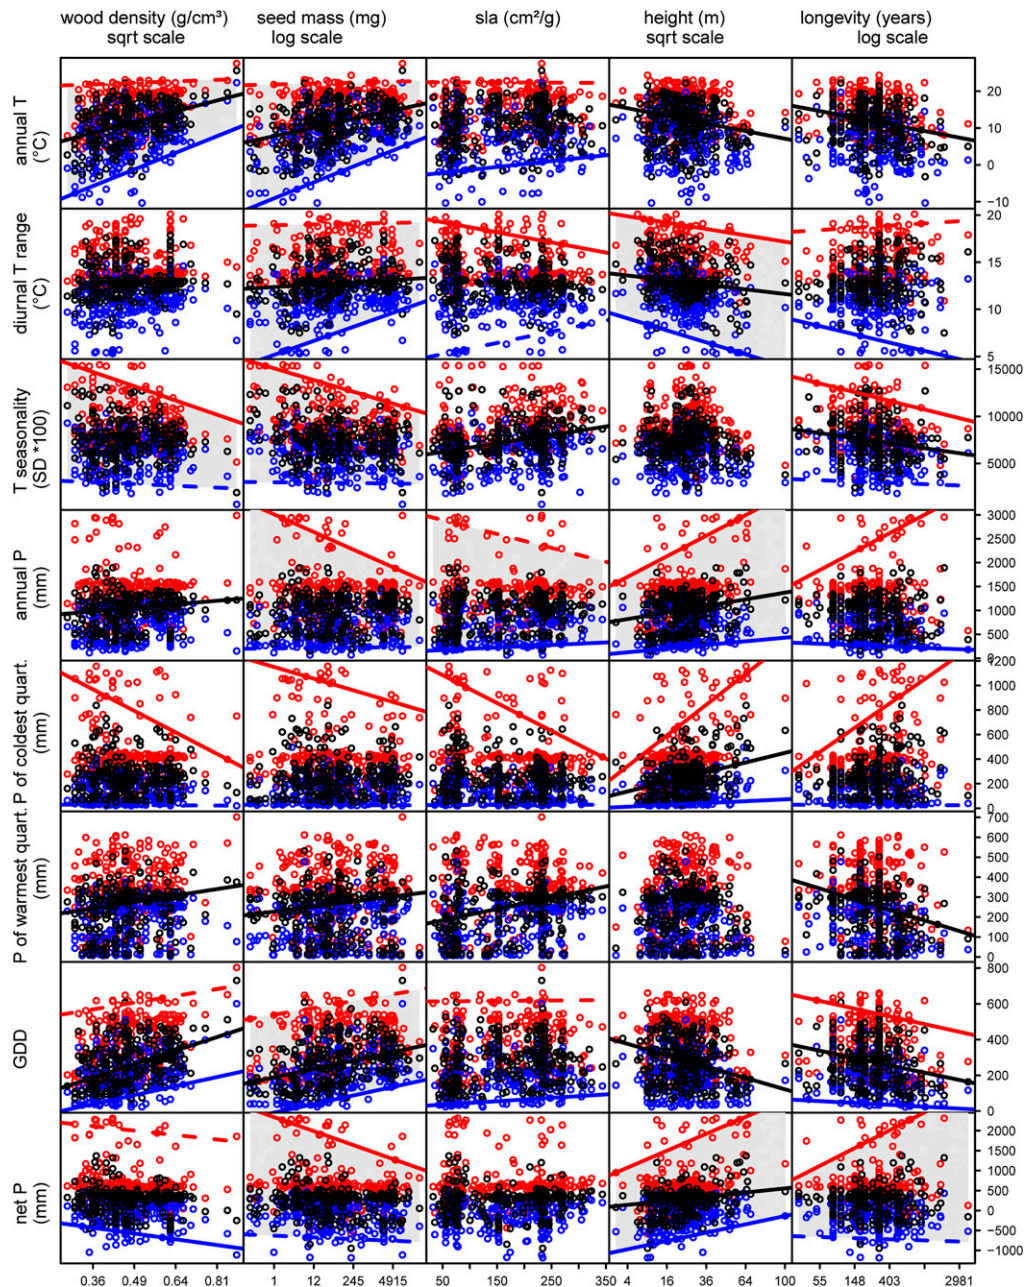 wood density (g/cm³) seed mass (mg) sla (cm²/g) height (m) longevity (years)
sqrt scale log scale sqrt scale log scale
annual T
(°C)
20
10
0
−10
diurnal T range
(°C)
20
15
10
5
T seasonality
(SD *100)
15000
10000
5000
annual P
(mm)
3000
2500
2000
1500
1000
500
0
P of coldest quart.
(mm)
1200
1000
800
600
400
200
0
P of warmest quart.
(mm)
700
600
500
400
300
200
100
0
GDD
800
600
400
200
0
net P
(mm)
2000
1500
1000
500
0
−500
−1000
0.36 0.49 0.64 0.81 1 12 245 4915 50 150 250 350 4 16 36 64 100 55 148 403 2981